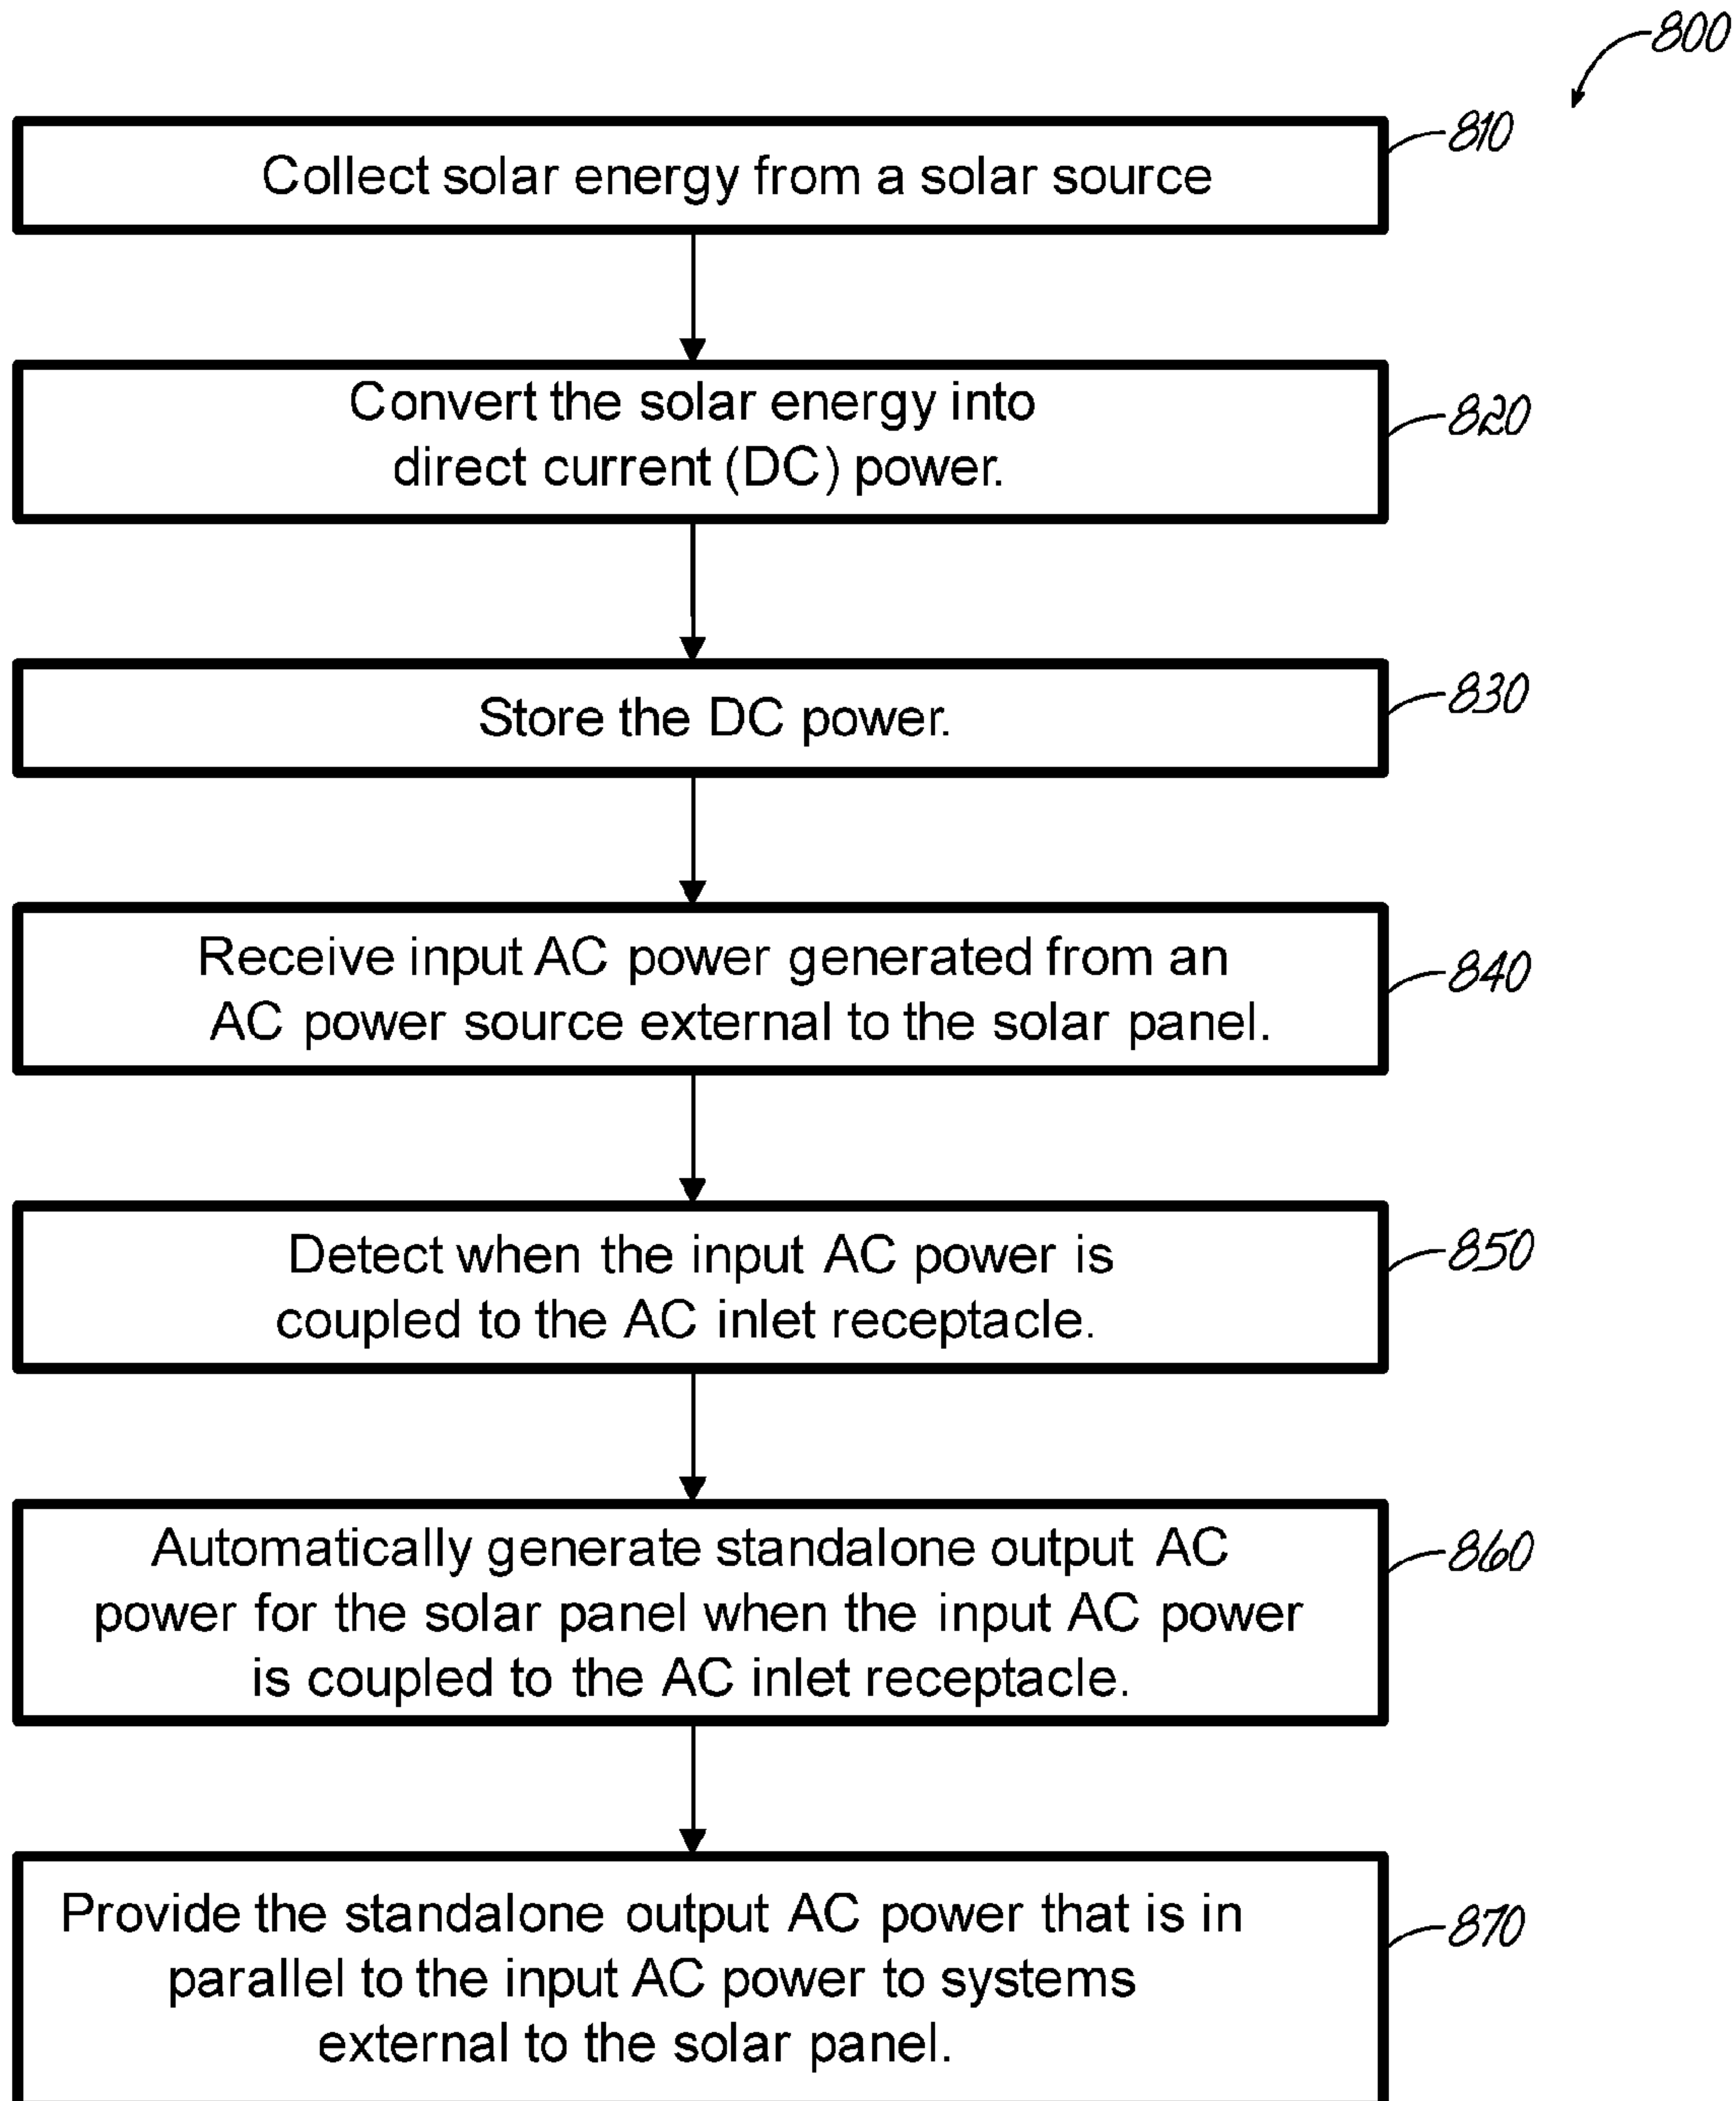 800
810
Collect solar energy from a solar source
820
Convert the solar energy into
direct current (DC) power.
830
Store the DC power.
840
Receive input AC power generated from an
AC power source external to the solar panel.
850
Detect when the input AC power is
coupled to the AC inlet receptacle.
860
Automatically generate standalone output AC
power for the solar panel when the input AC power
is coupled to the AC inlet receptacle.
870
Provide the standalone output AC power that is in
parallel to the input AC power to systems
external to the solar panel.